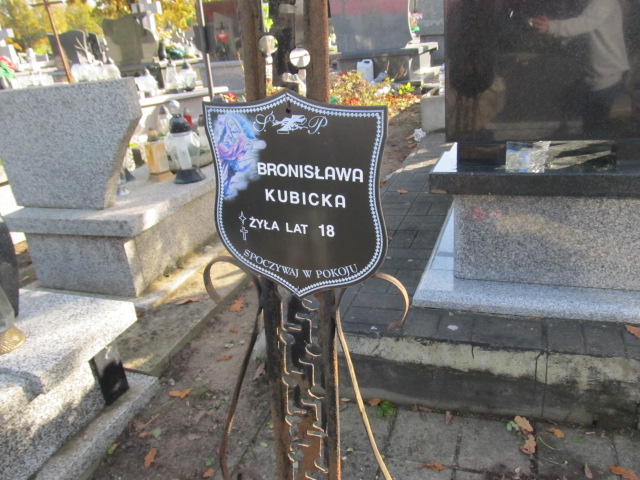 Ś. P.
BRONISŁAWA
KUBICKA
ŻYŁA LAT 18
SPOCZYWAJ W POKOJU